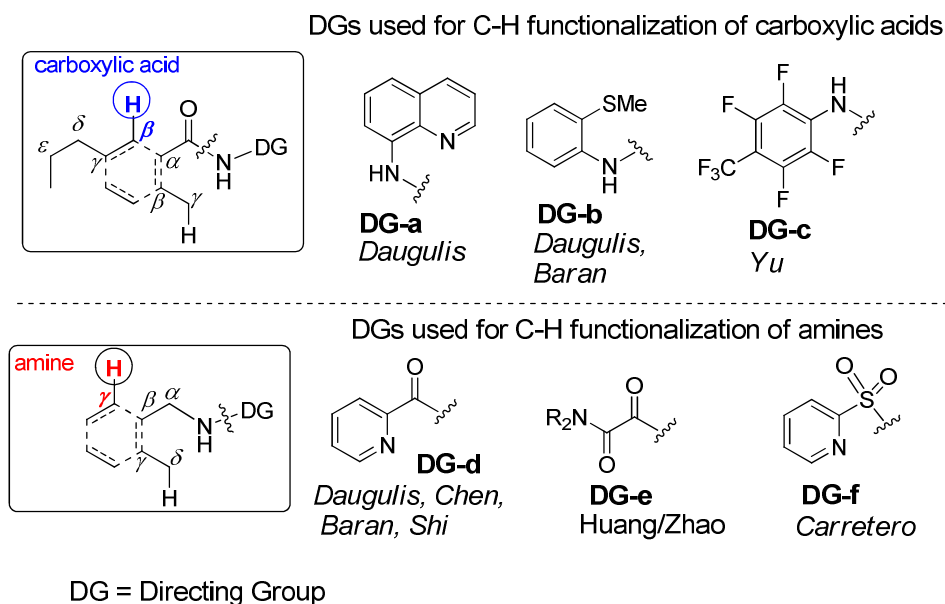 DGs used for C-H functionalization of carboxylic acids
carboxylic acid
H
O
β
δ
ε
γ
α
N
H
DG
β
γ
H
N
HN
DG-a
Daugulis
SMe
N
H
DG-b
Daugulis,
Baran
F
H
N
F
F3C
F
F
DG-c
Yu
DGs used for C-H functionalization of amines
amine
H
γ
β
α
N
H
DG
γ
δ
H
O
N
DG-d
Daugulis, Chen,
Baran, Shi
O
R2N
O
DG-e
Huang/Zhao
O
O
S
N
DG-f
Carretero
DG = Directing Group